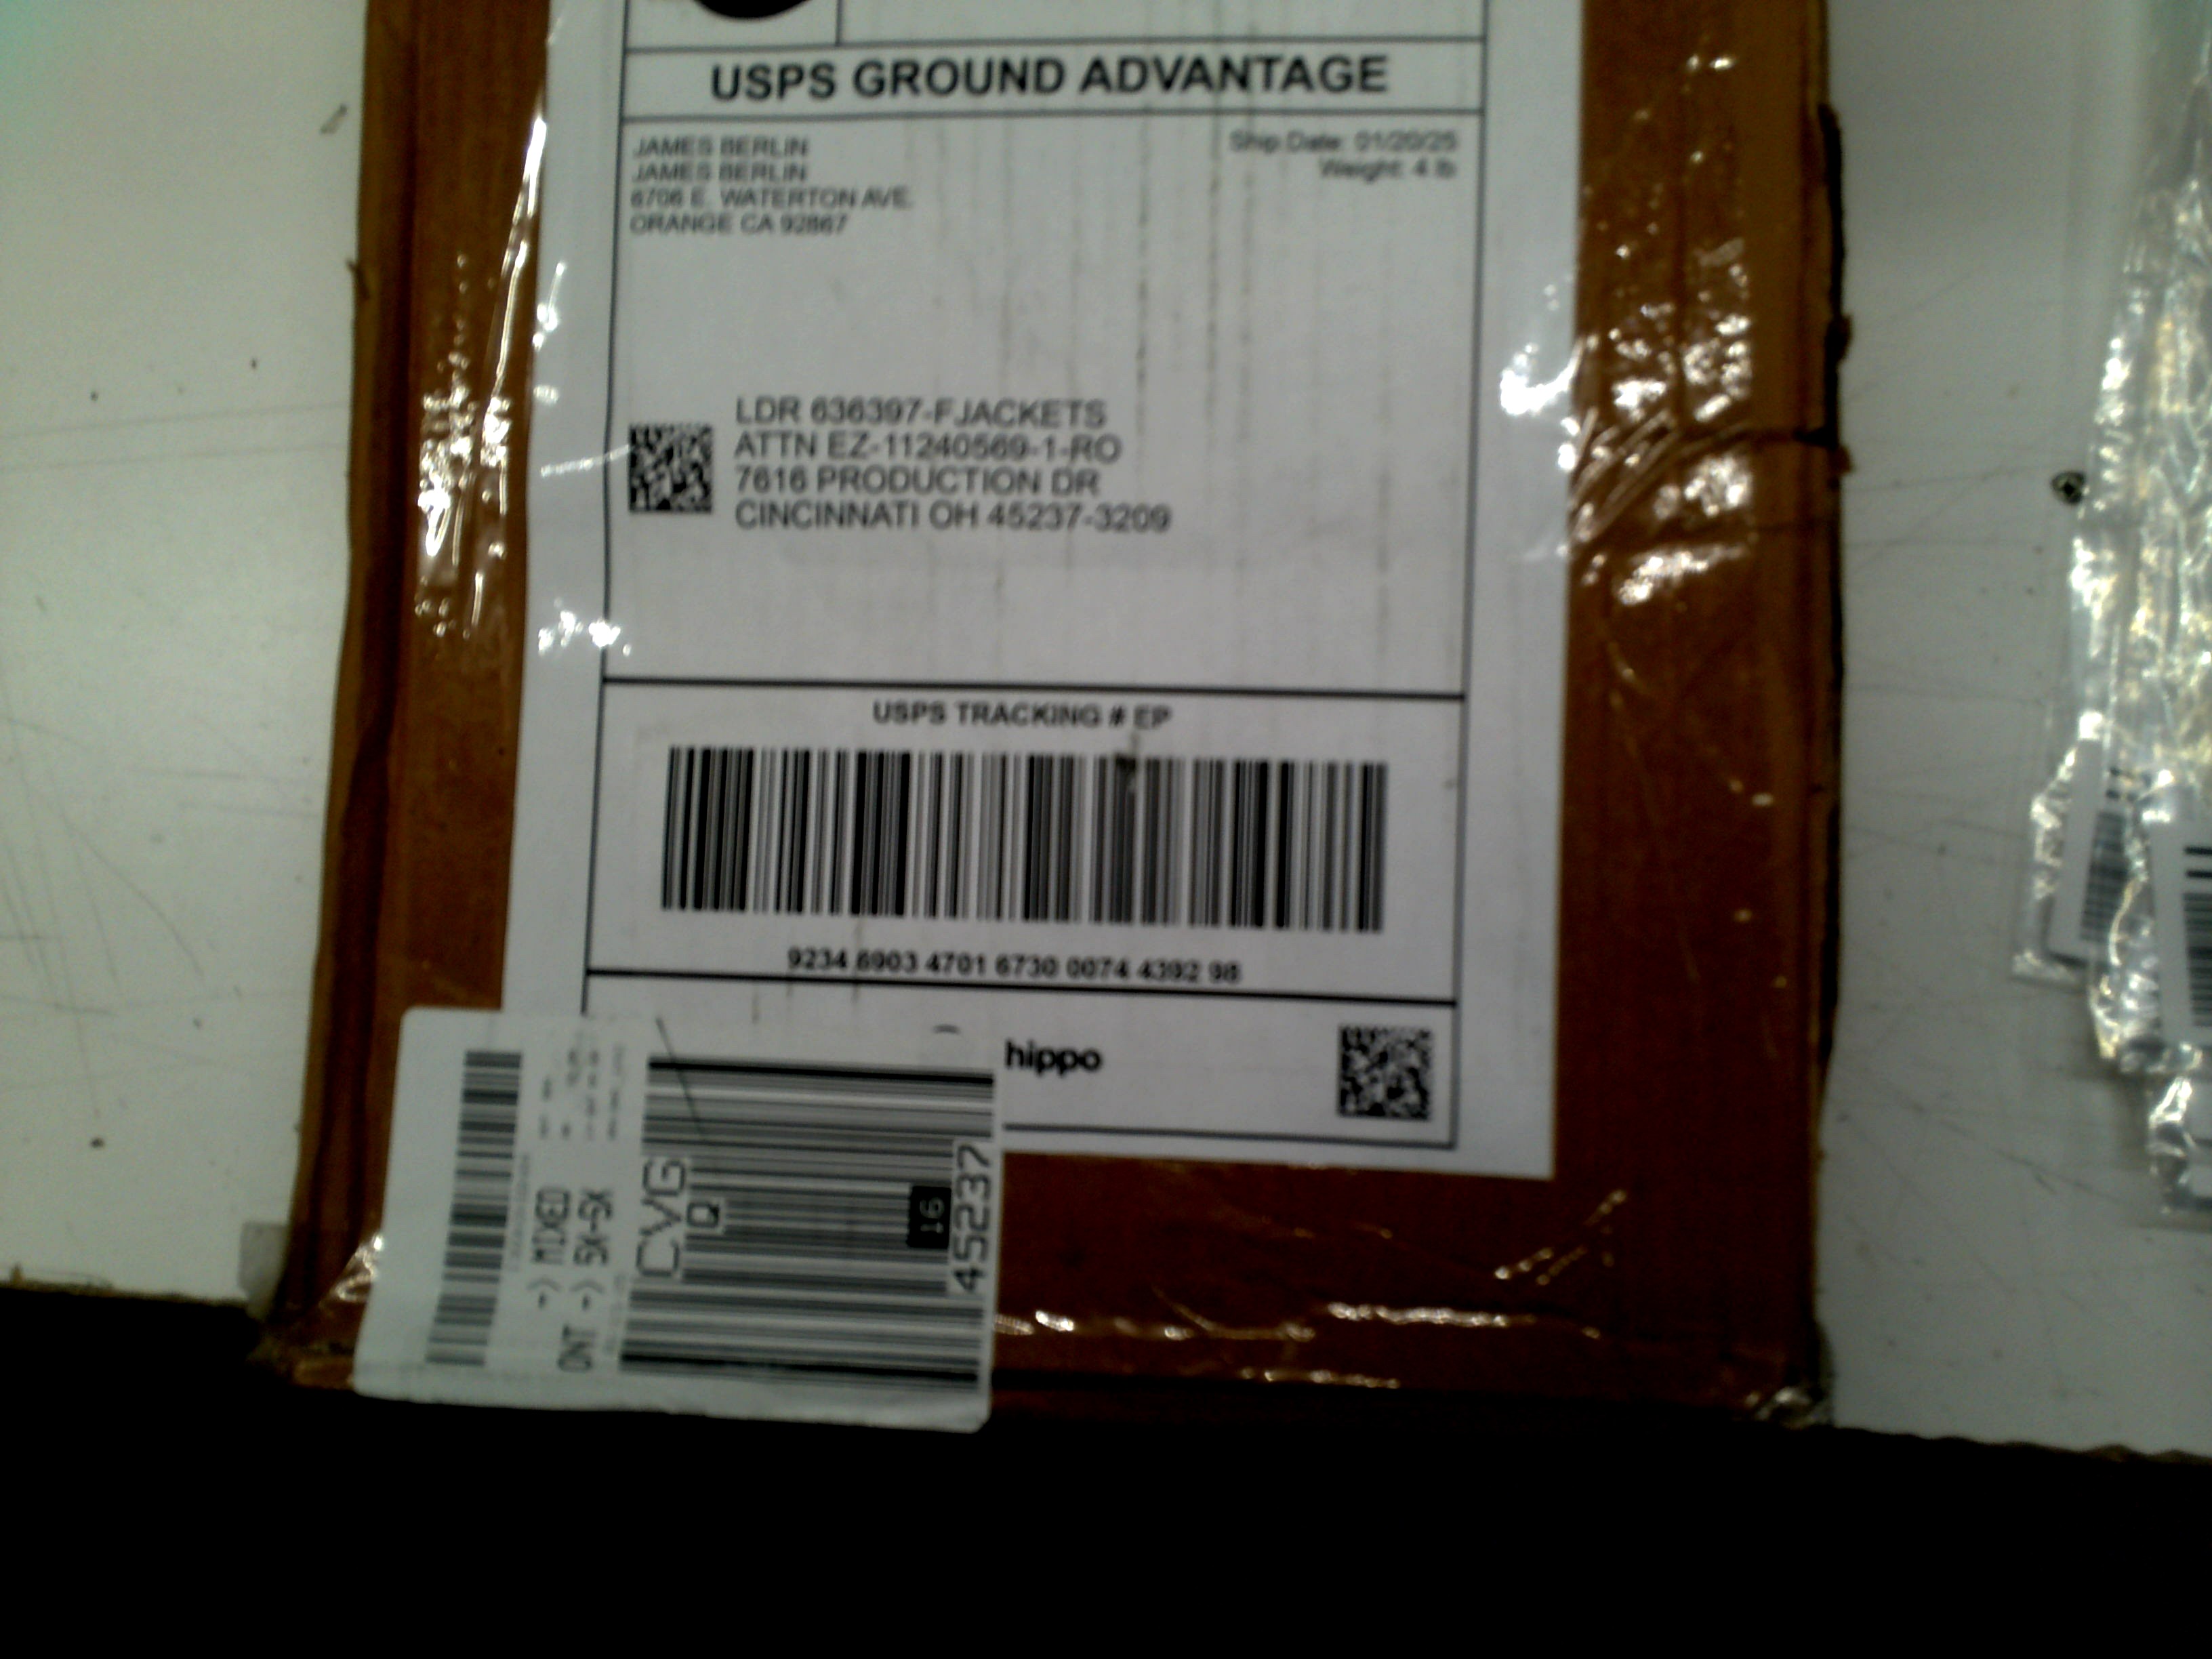 USPS GROUND ADVANTAGE
JAMES BERLIN
JAMES BERLIN
6706 E. WATERTON AVE.
ORANGE CA 92867
Ship Date: 01/20/25
Weight: 4 lb
LDR 636397-FJACKETS
ATTN EZ-11240569-1-RO
7616 PRODUCTION DR
CINCINNATI OH 45237-3209
USPS TRACKING # EP
9234 6903 4701 6730 0074 4392 98
hippo
-> MIXED
ONT -> 5X-6X
CVG
Q
16
45237